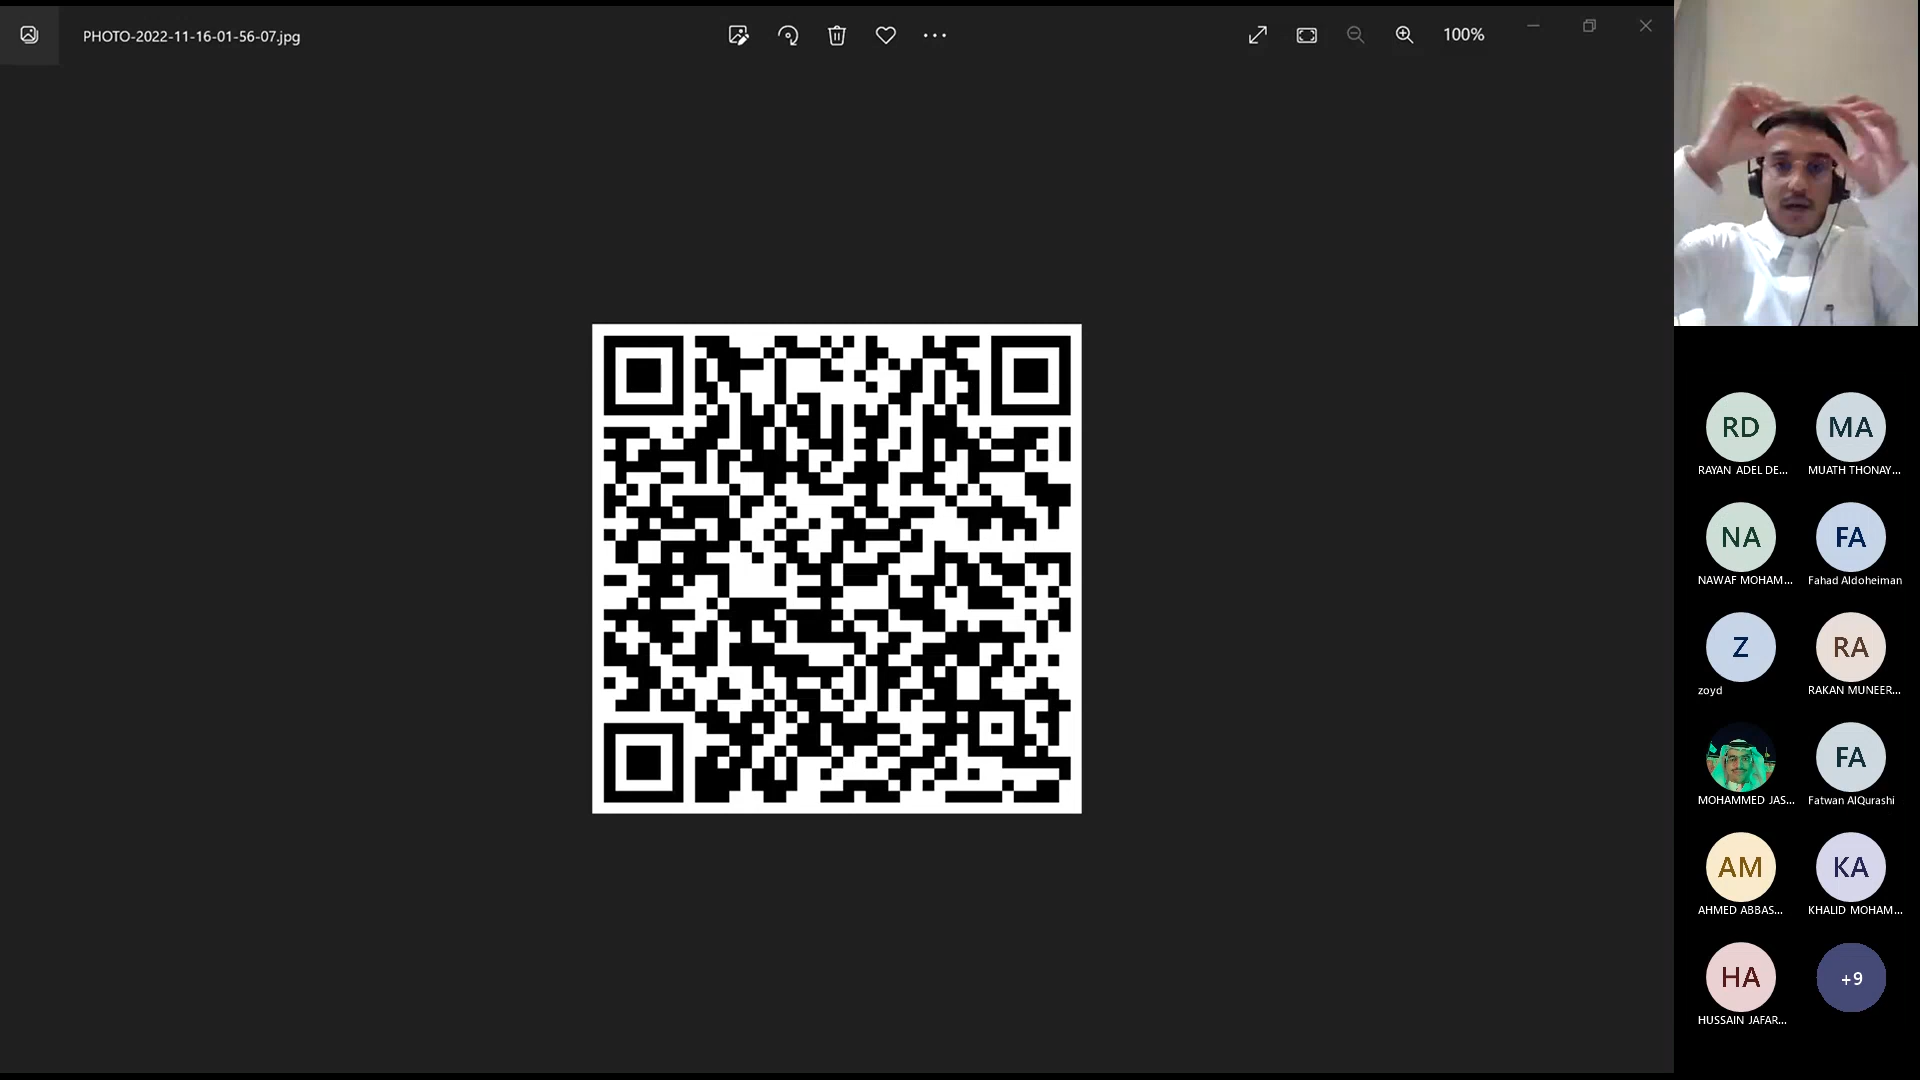 PHOTO-2022-11-16-01-56-07.jpg
100%
RD
RAYAN ADEL DE...
MA
MUATH THONAY...
NA
NAWAF MOHAM...
FA
Fahad Aldoheiman
Z
zoyd
RA
RAKAN MUNEER...
MOHAMMED JAS...
FA
Fatwan AlQurashi
AM
AHMED ABBAS...
KA
KHALID MOHAM...
HA
HUSSAIN JAFAR...
+9